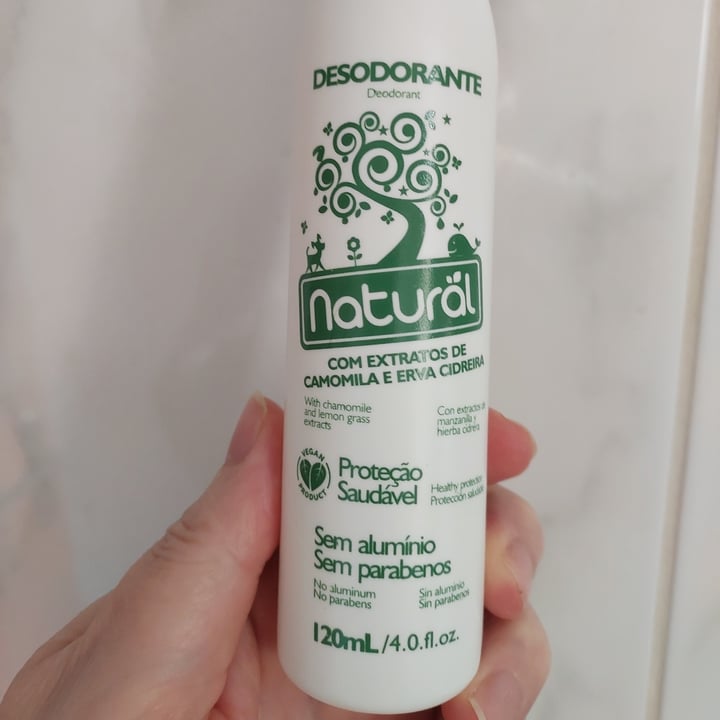 DESODORANTE
Deodorant
natural
COM EXTRATOS DE
CAMOMILA E ERVA CIDREIRA
With chamomile
and lemon grass
extracts
Con extractos de
manzanilla y
hierba cidrera
VEGAN
PRODUCT
Proteção
Saudável
Healthy protection
Protección saludable
Sem alumínio
Sem parabenos
No aluminum
No parabens
Sin aluminio
Sin parabenos
120mL/4.0.fl.oz.